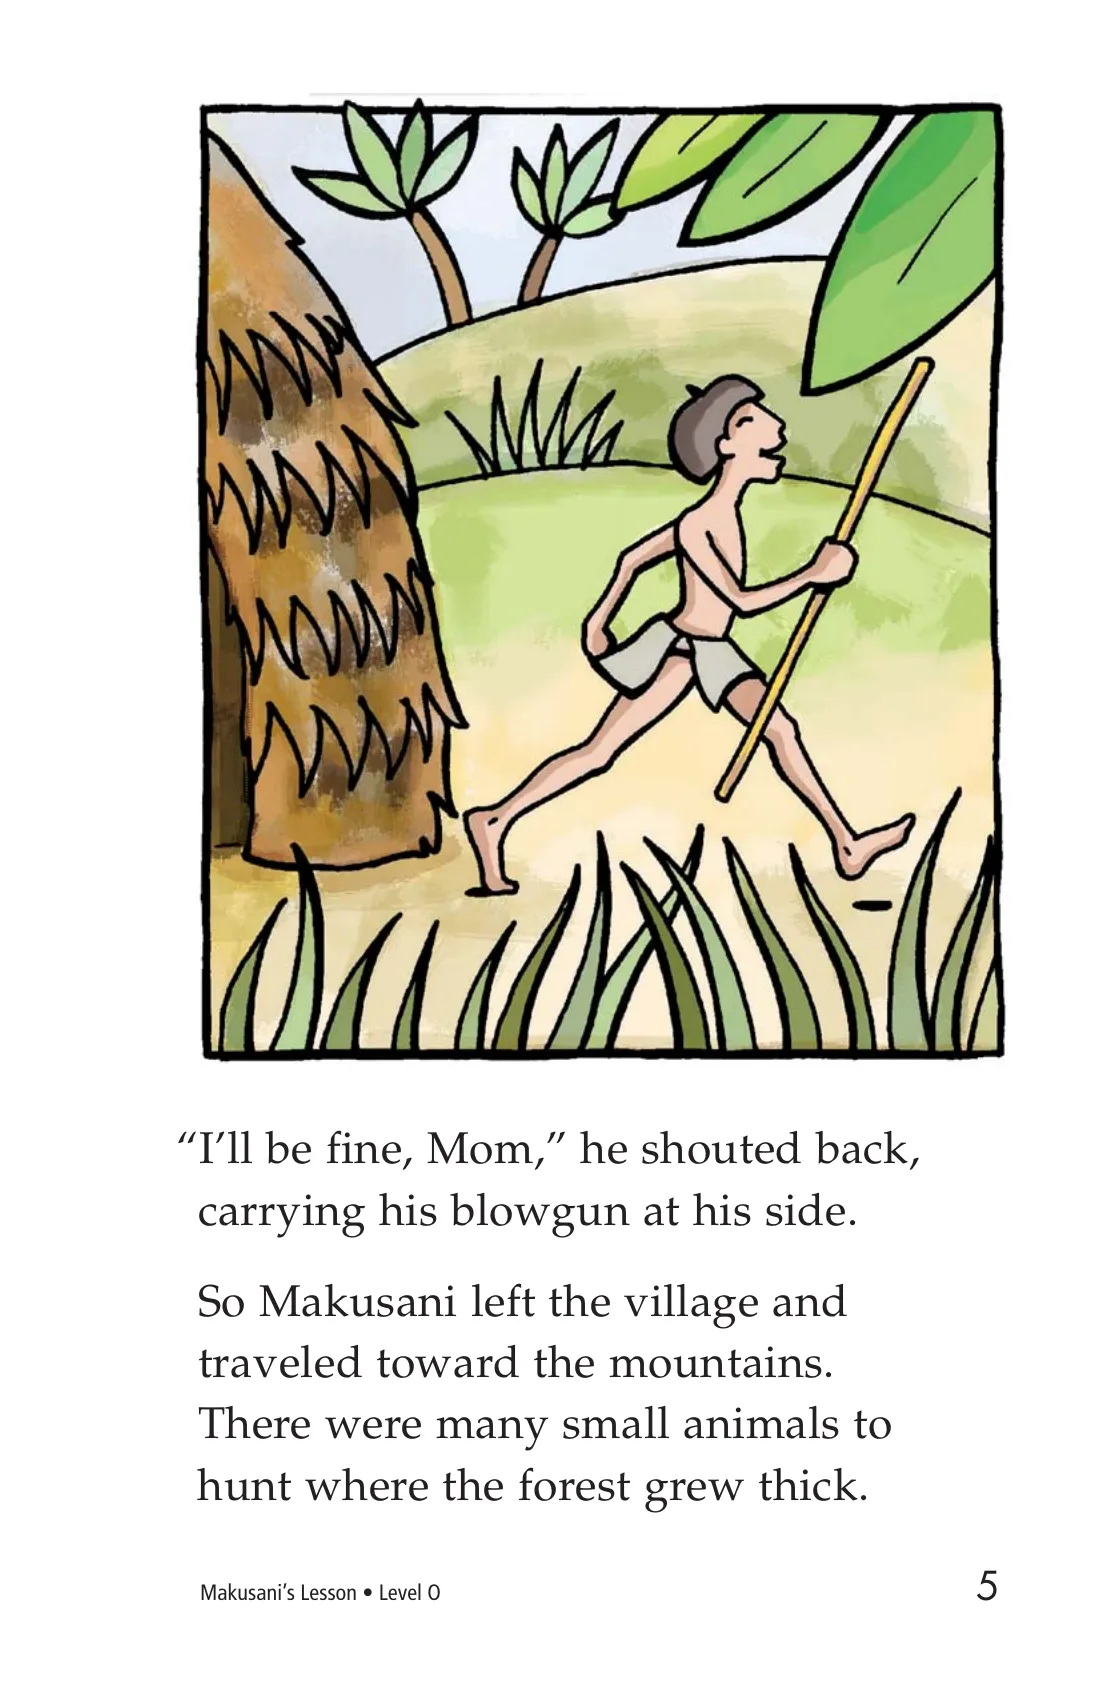 “I’ll be fine, Mom,” he shouted back,
carrying his blowgun at his side.
So Makusani left the village and
traveled toward the mountains.
There were many small animals to
hunt where the forest grew thick.
Makusani’s Lesson • Level O
5